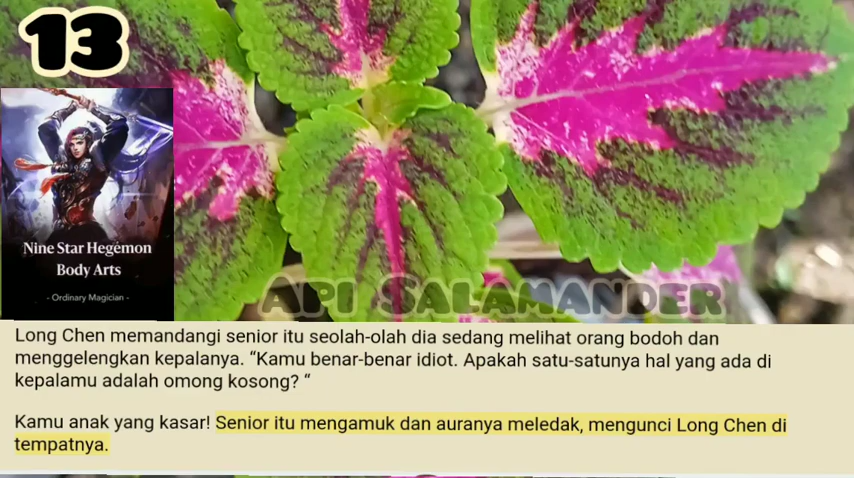 13
Nine Star Hegemon
Body Arts
- Ordinary Magician -
API SALAMANDER
Long Chen memandangi senior itu seolah-olah dia sedang melihat orang bodoh dan
menggelengkan kepalanya. “Kamu benar-benar idiot. Apakah satu-satunya hal yang ada di
kepalamu adalah omong kosong? “
Kamu anak yang kasar! Senior itu mengamuk dan auranya meledak, mengunci Long Chen di
tempatnya.